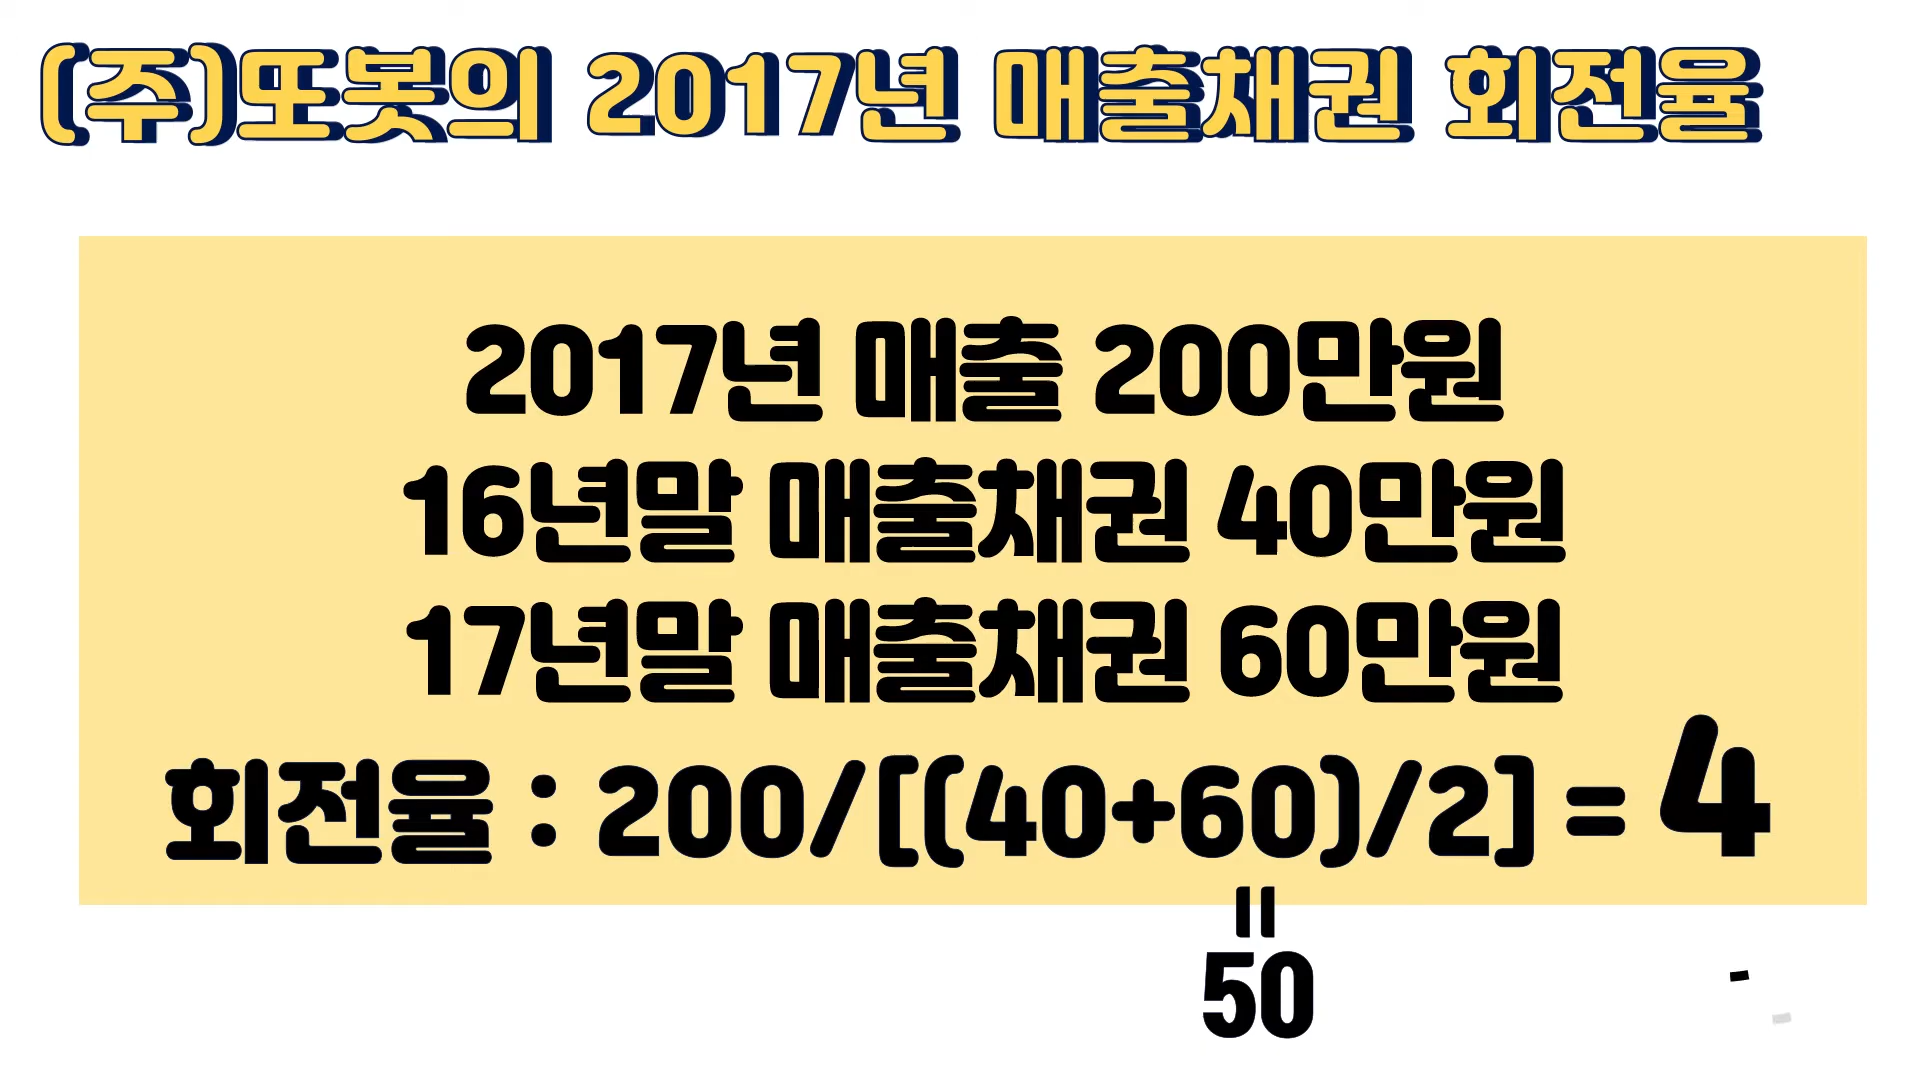 (주)또봇의 2017년 매출채권 회전율
2017년 매출 200만원
16년말 매출채권 40만원
17년말 매출채권 60만원
회전율 : 200/[(40+60)/2] = 4
=
50